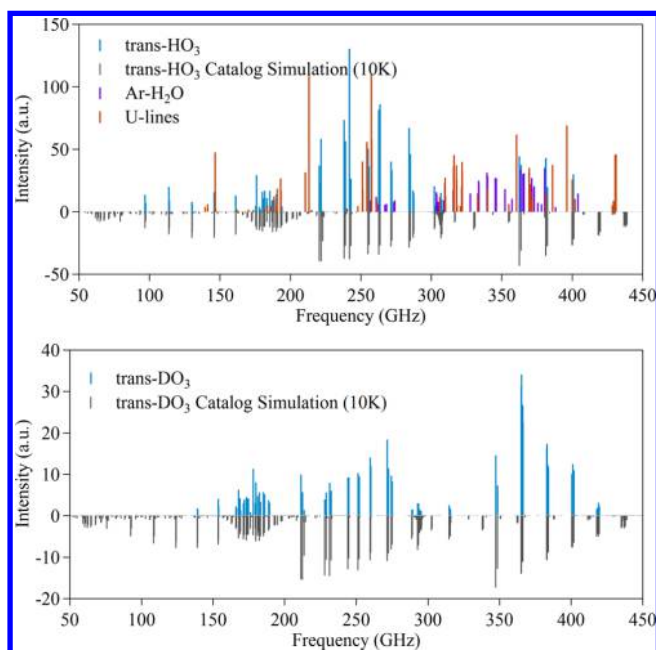 150
trans-HO₃
trans-HO₃ Catalog Simulation (10K)
100
Ar-H₂O
U-lines
50
0
-50
Intensity (a.u.)
50 100 150 200 250 300 350 400 450
Frequency (GHz)
40
trans-DO₃
30
trans-DO₃ Catalog Simulation (10K)
20
10
0
-10
-20
Intensity (a.u.)
50 100 150 200 250 300 350 400 450
Frequency (GHz)